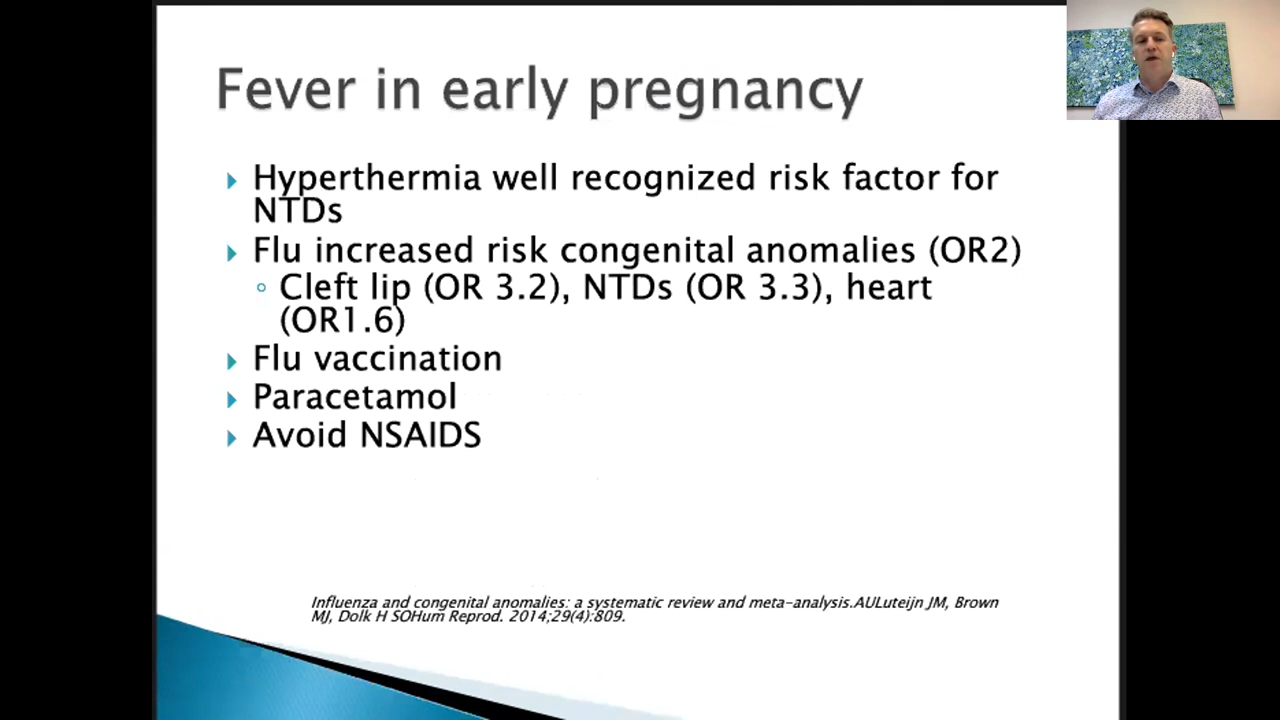 Fever in early pregnancy
Hyperthermia well recognized risk factor for
NTDs
Flu increased risk congenital anomalies (OR2)
Cleft lip (OR 3.2), NTDs (OR 3.3), heart
(OR1.6)
Flu vaccination
Paracetamol
Avoid NSAIDS
Influenza and congenital anomalies: a systematic review and meta-analysis.AULuteijn JM, Brown
MJ, Dolk H SOHum Reprod. 2014;29(4):809.